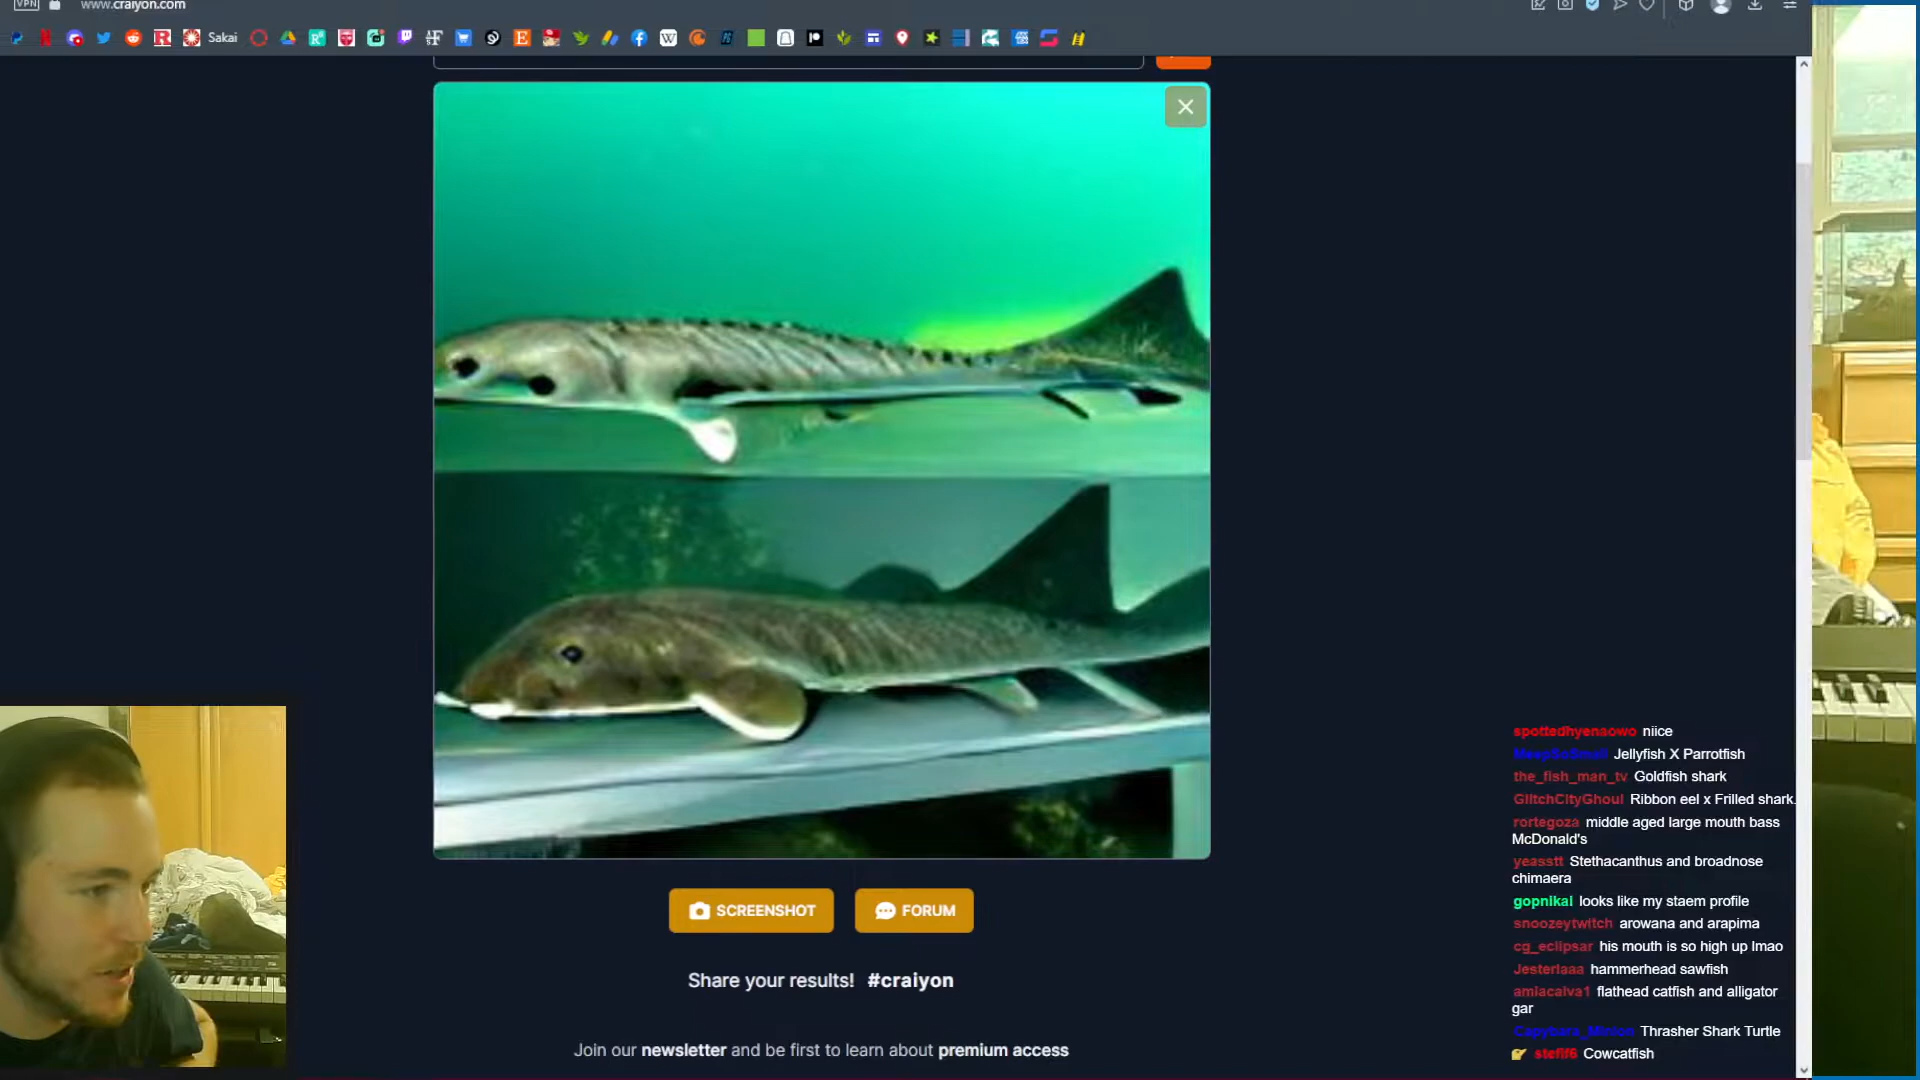 VPN www.craiyon.com
Sakai
SCREENSHOT FORUM
Share your results! #craiyon
Join our newsletter and be first to learn about premium access
spottedhyenaowo niice
MeepSoSmall Jellyfish X Parrotfish
the_fish_man_tv Goldfish shark
GlitchCityGhoul Ribbon eel x Frilled shark.
rortegoza middle aged large mouth bass
McDonald's
yeasstt Stethacanthus and broadnose
chimaera
gopnikal looks like my staem profile
snoozeytwitch arowana and arapima
cg_eclipsar his mouth is so high up lmao
Jesteriaaa hammerhead sawfish
amiacalva1 flathead catfish and alligator
gar
Capybara_Minion Thrasher Shark Turtle
stefif6 Cowcatfish